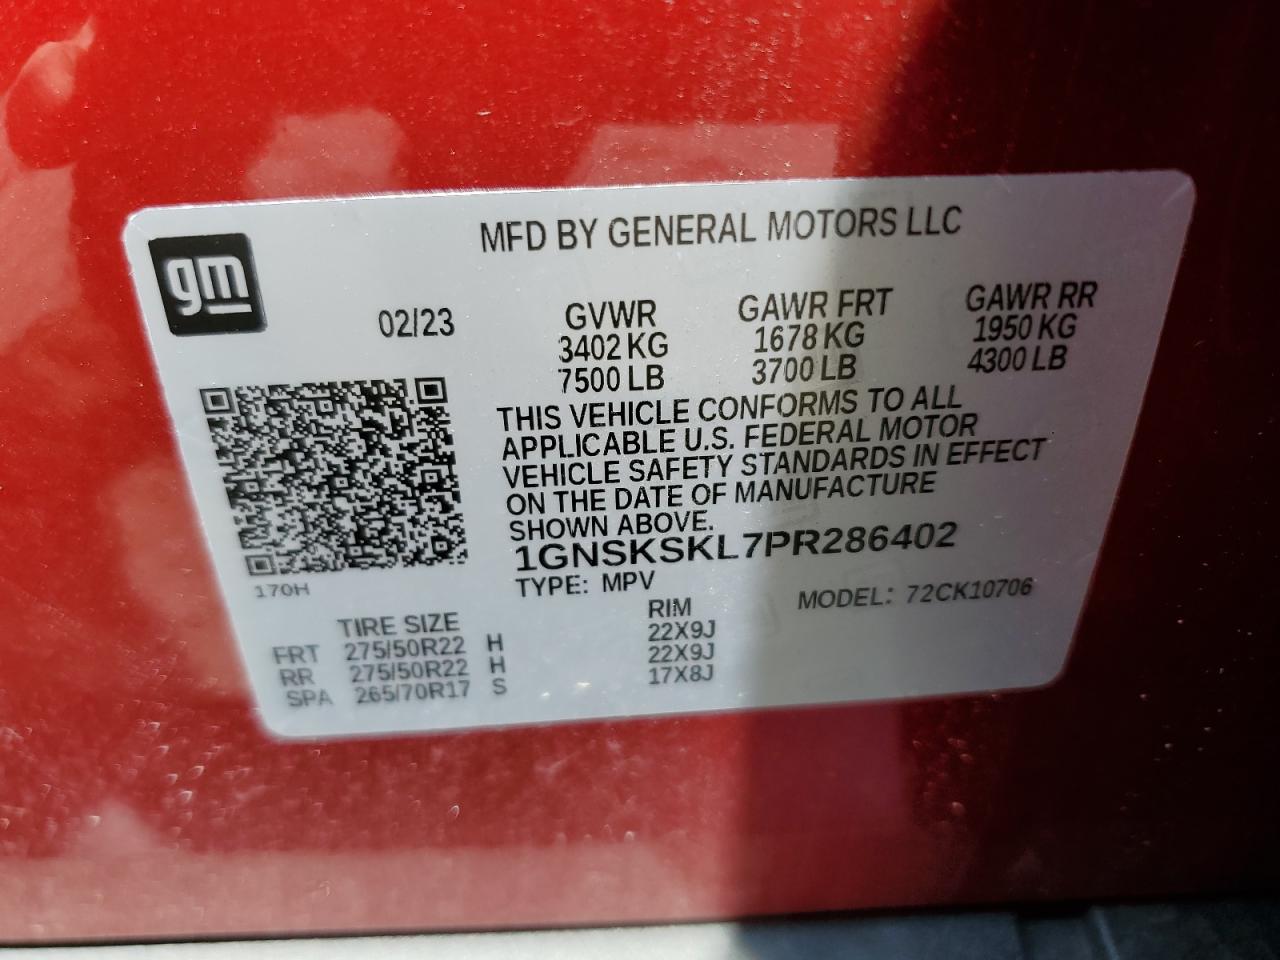 gm
MFD BY GENERAL MOTORS LLC
02/23
GVWR GAWR FRT GAWR RR
3402 KG 1678 KG 1950 KG
7500 LB 3700 LB 4300 LB
THIS VEHICLE CONFORMS TO ALL
APPLICABLE U.S. FEDERAL MOTOR
VEHICLE SAFETY STANDARDS IN EFFECT
ON THE DATE OF MANUFACTURE
SHOWN ABOVE.
1GNSKSKL7PR286402
170H
TYPE: MPV MODEL: 72CK10706
TIRE SIZE RIM
FRT 275/50R22 H 22X9J
RR 275/50R22 H 22X9J
SPA 265/70R17 S 17X8J